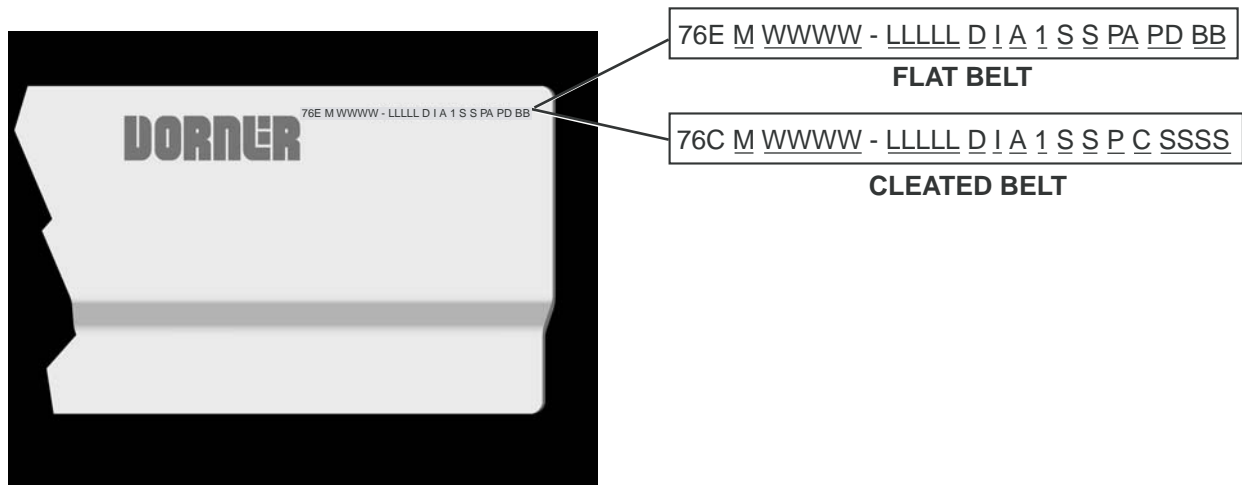 76E M WWWW - LLLLL D I A 1 S S PA PD BB
FLAT BELT
DORNER 76E M WWWW - LLLLL D I A 1 S S PA PD BB
76C M WWWW - LLLLL D I A 1 S S P C SSSS
CLEATED BELT